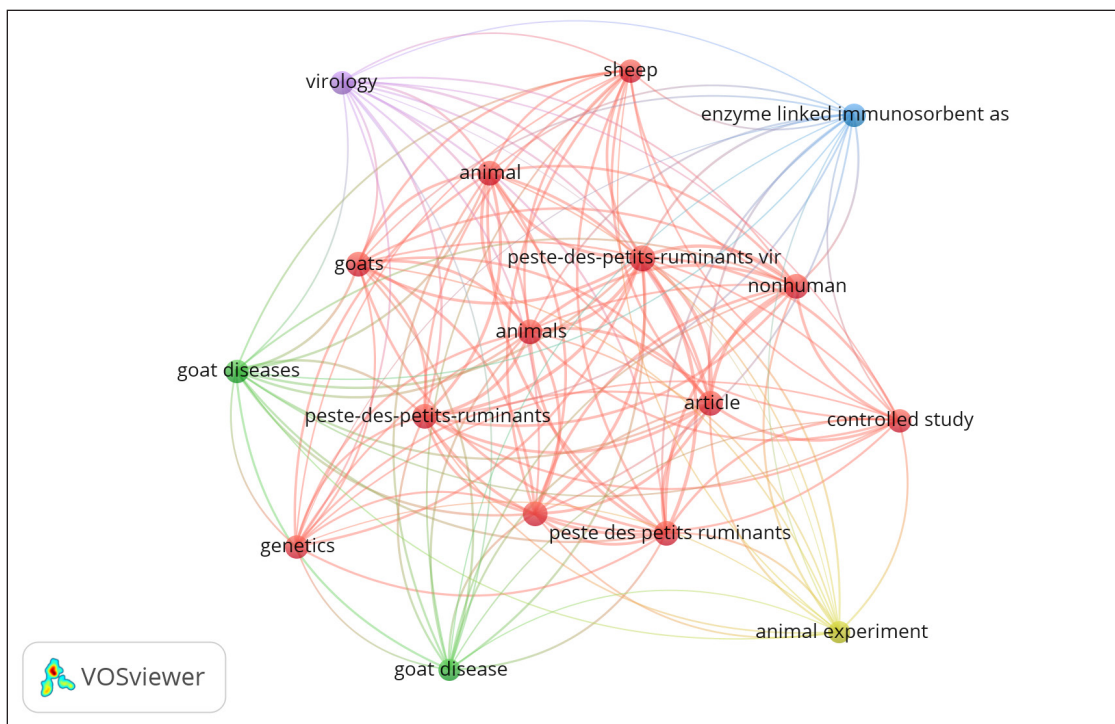 sheep
virology
enzyme linked immunosorbent as
animal
peste-des-petits-ruminants vir
goats
nonhuman
animals
goat diseases
article
peste-des-petits-ruminants
controlled study
peste des petits ruminants
genetics
animal experiment
goat disease
VOSviewer